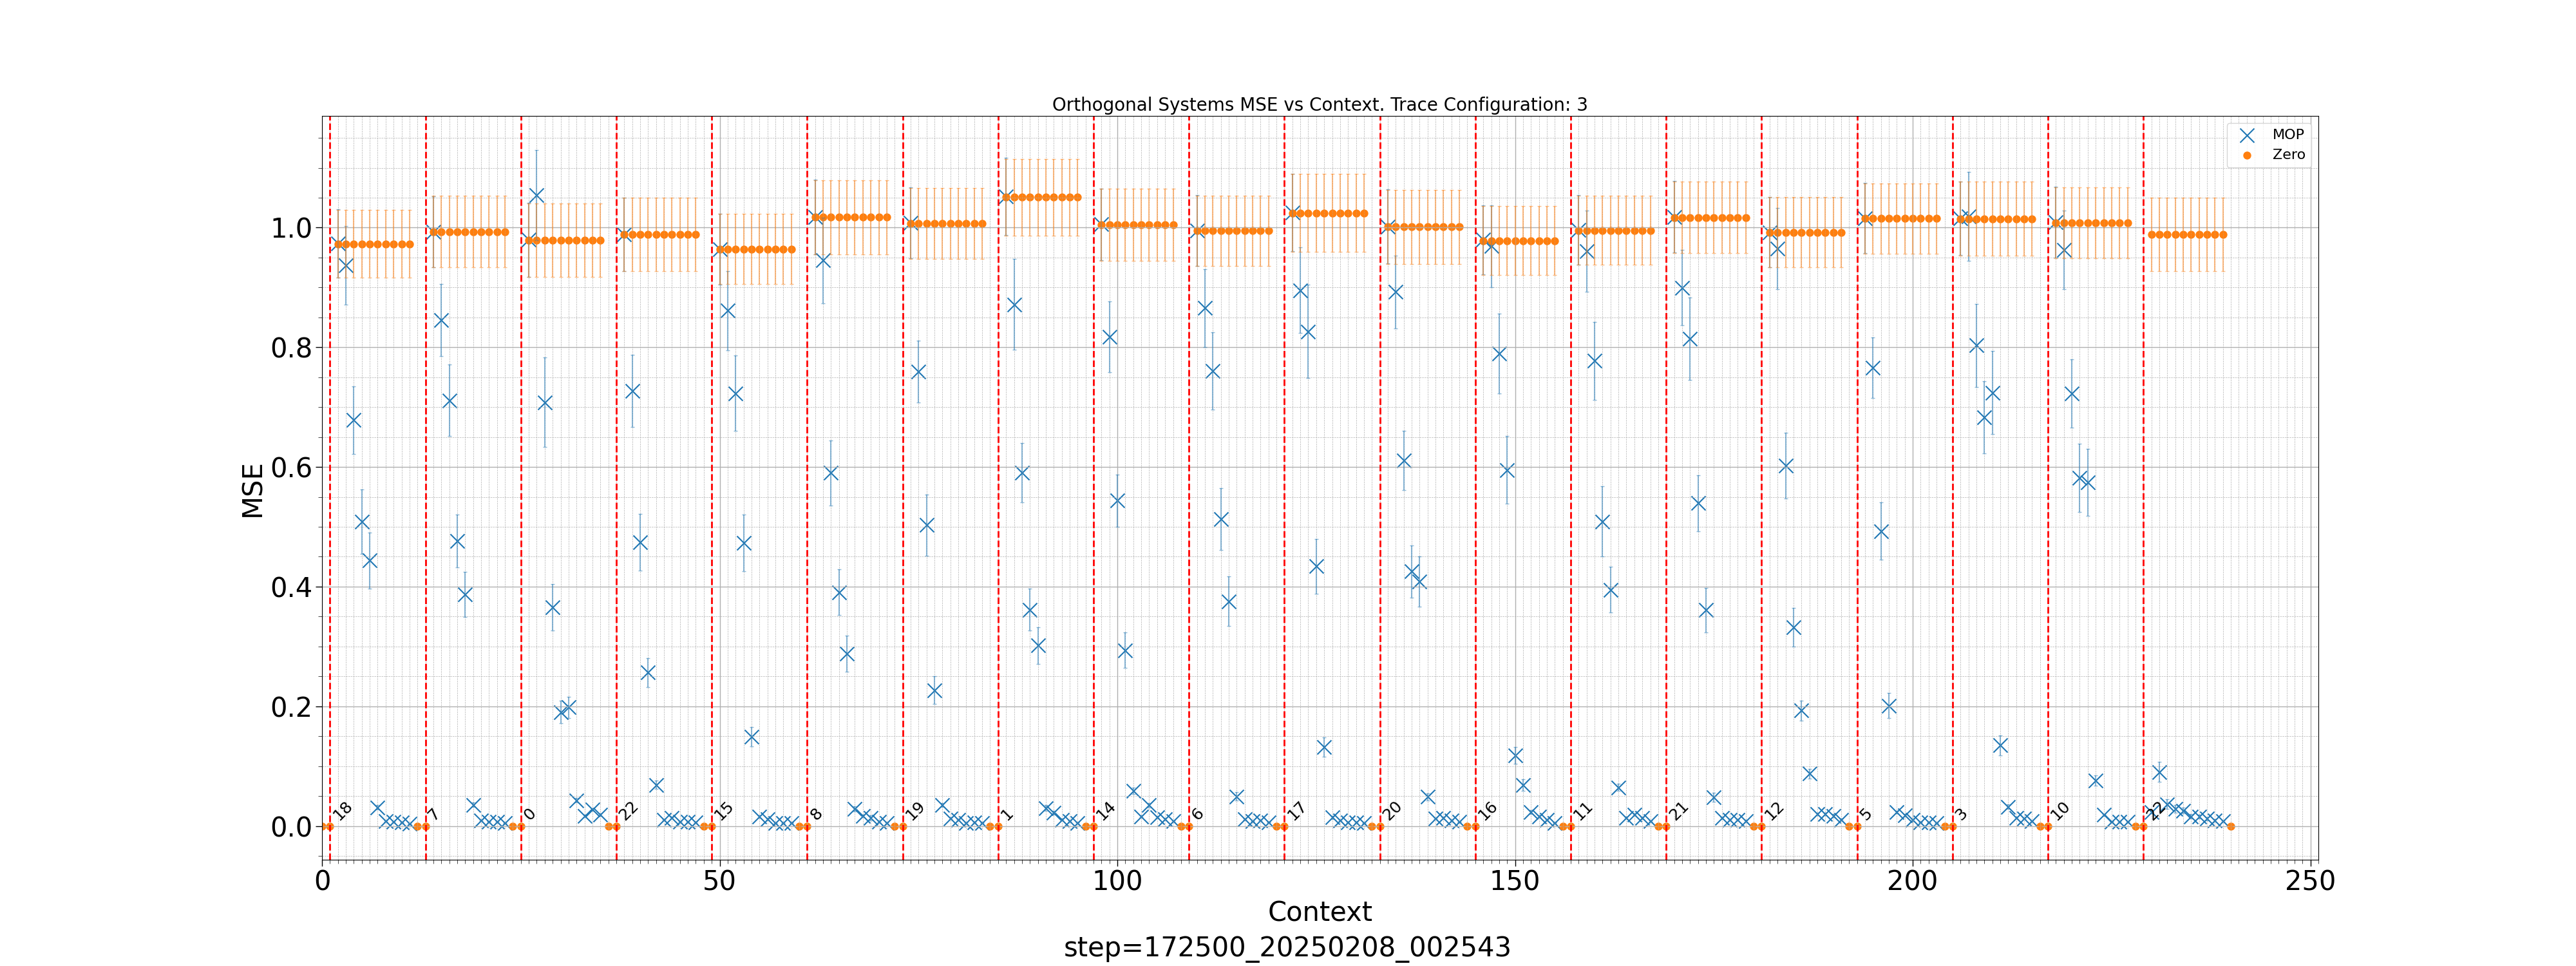 Orthogonal Systems MSE vs Context. Trace Configuration: 3
MOP
Zero
MSE
1.0
0.8
0.6
0.4
0.2
0.0
18 7 0 22 15 8 19 1 14 6 17 20 16 11 21 12 5 3 10 22
0 50 100 150 200 250
Context
step=172500_20250208_002543